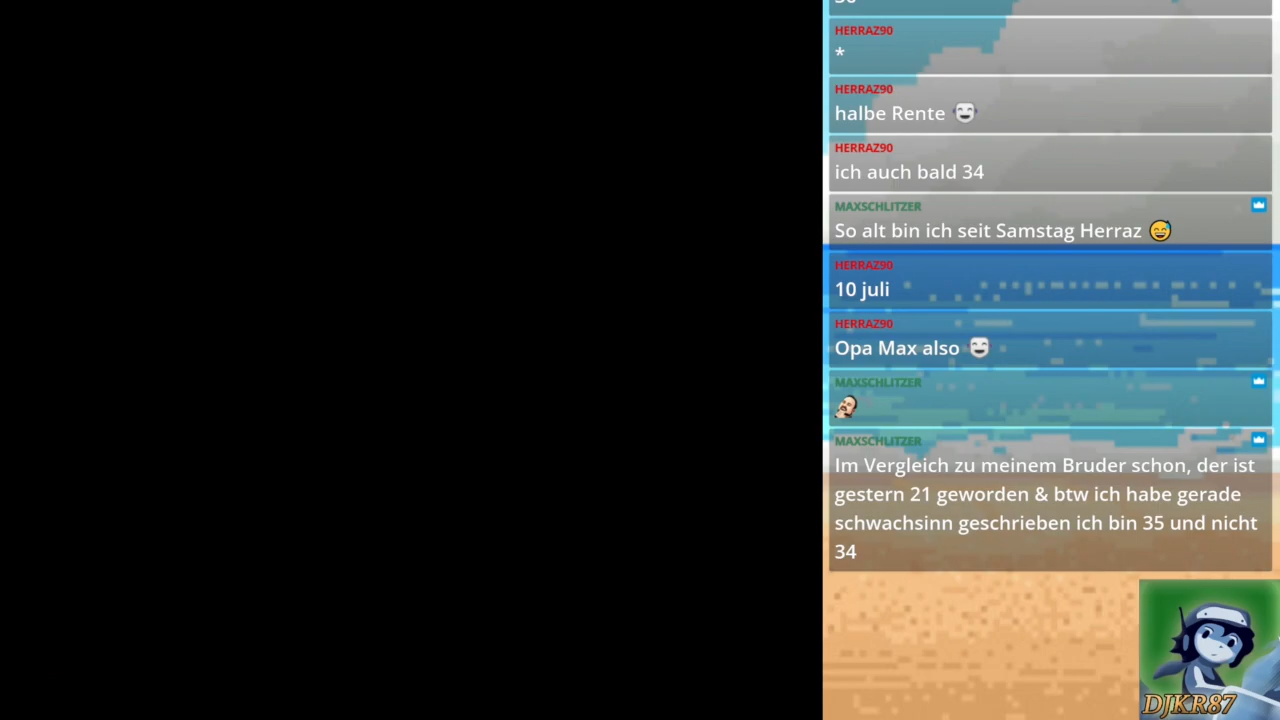 HERRAZ90
*
HERRAZ90
halbe Rente
HERRAZ90
ich auch bald 34
MAXSCHLITZER
So alt bin ich seit Samstag Herraz 😅
HERRAZ90
10 juli
HERRAZ90
Opa Max also
MAXSCHLITZER
MAXSCHLITZER
Im Vergleich zu meinem Bruder schon, der ist
gestern 21 geworden & btw ich habe gerade
schwachsinn geschrieben ich bin 35 und nicht
34
DJKR87